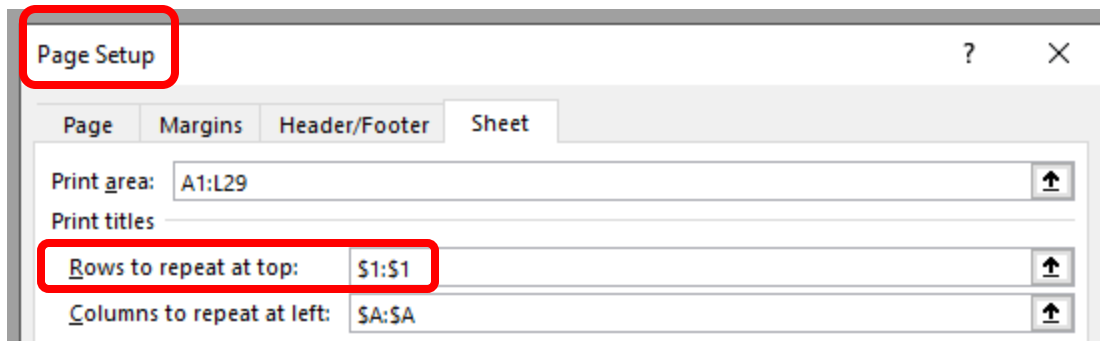 Page Setup ?
Page Margins Header/Footer Sheet
Print area: A1:L29
Print titles
Rows to repeat at top: $1:$1
Columns to repeat at left: $A:$A